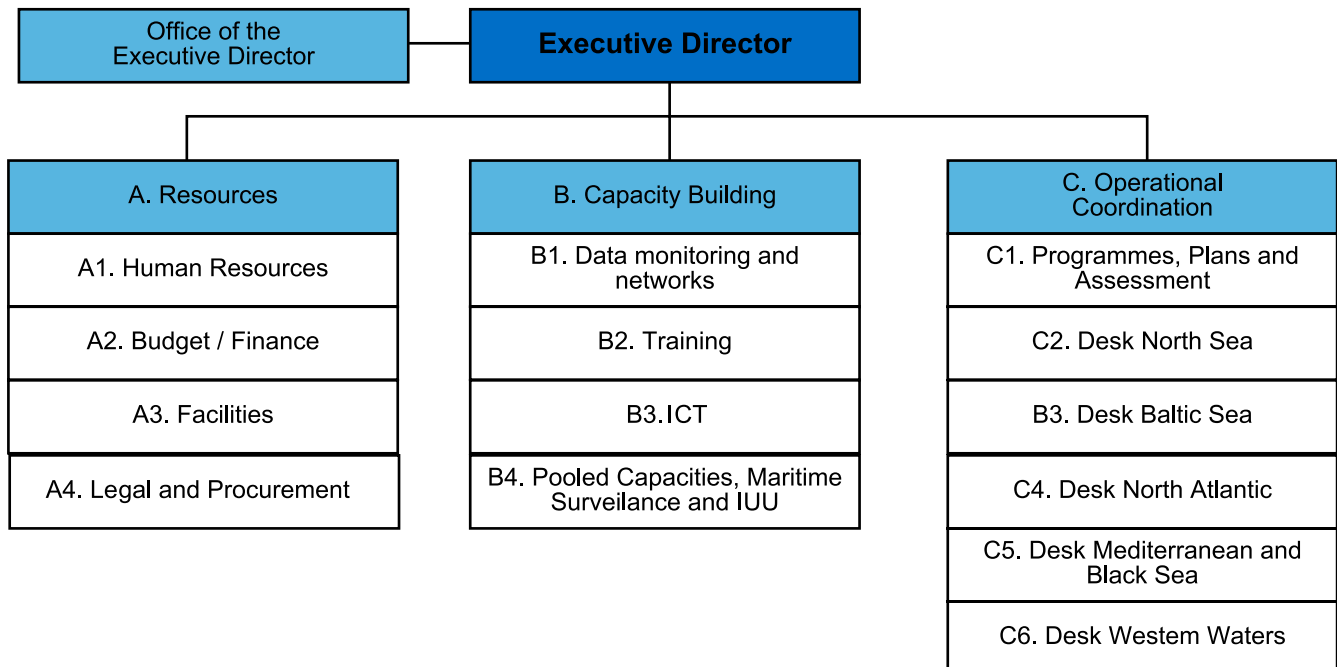 Office of the
Executive Director
Executive Director
A. Resources
A1. Human Resources
A2. Budget / Finance
A3. Facilities
A4. Legal and Procurement
B. Capacity Building
B1. Data monitoring and
networks
B2. Training
B3.ICT
B4. Pooled Capacities, Maritime
Surveilance and IUU
C. Operational
Coordination
C1. Programmes, Plans and
Assessment
C2. Desk North Sea
B3. Desk Baltic Sea
C4. Desk North Atlantic
C5. Desk Mediterranean and
Black Sea
C6. Desk Westem Waters